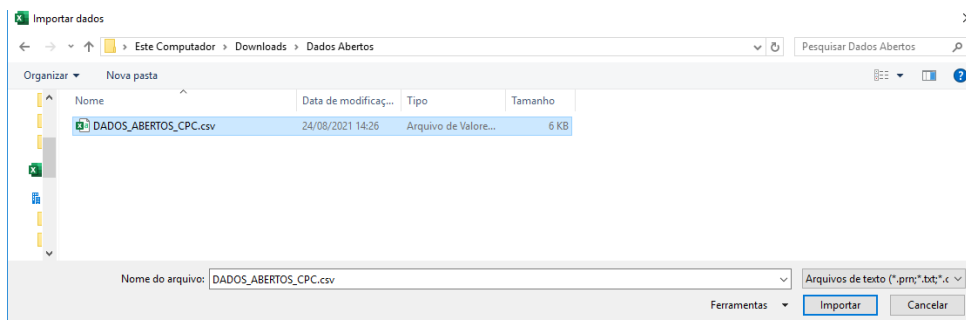 Importar dados
Este Computador > Downloads > Dados Abertos
Pesquisar Dados Abertos
Organizar
Nova pasta
Nome
Data de modificaç...
Tipo
Tamanho
DADOS_ABERTOS_CPC.csv
24/08/2021 14:26
Arquivo de Valore...
6 KB
Nome do arquivo: DADOS_ABERTOS_CPC.csv
Arquivos de texto (*.prn;*.txt;*.c
Ferramentas
Importar
Cancelar